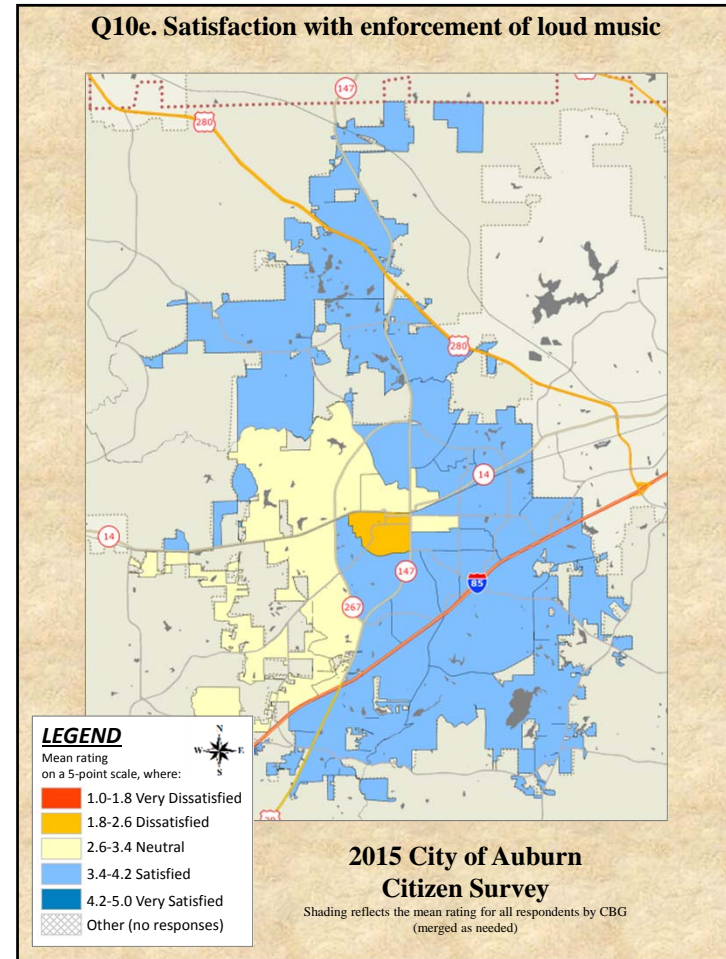 Q10e. Satisfaction with enforcement of loud music
147
280
280
14
14
147
85
267
LEGEND
N
W E
S
Mean rating
on a 5-point scale, where:
1.0-1.8 Very Dissatisfied
1.8-2.6 Dissatisfied
2.6-3.4 Neutral
3.4-4.2 Satisfied
4.2-5.0 Very Satisfied
Other (no responses)
2015 City of Auburn
Citizen Survey
Shading reflects the mean rating for all respondents by CBG
(merged as needed)